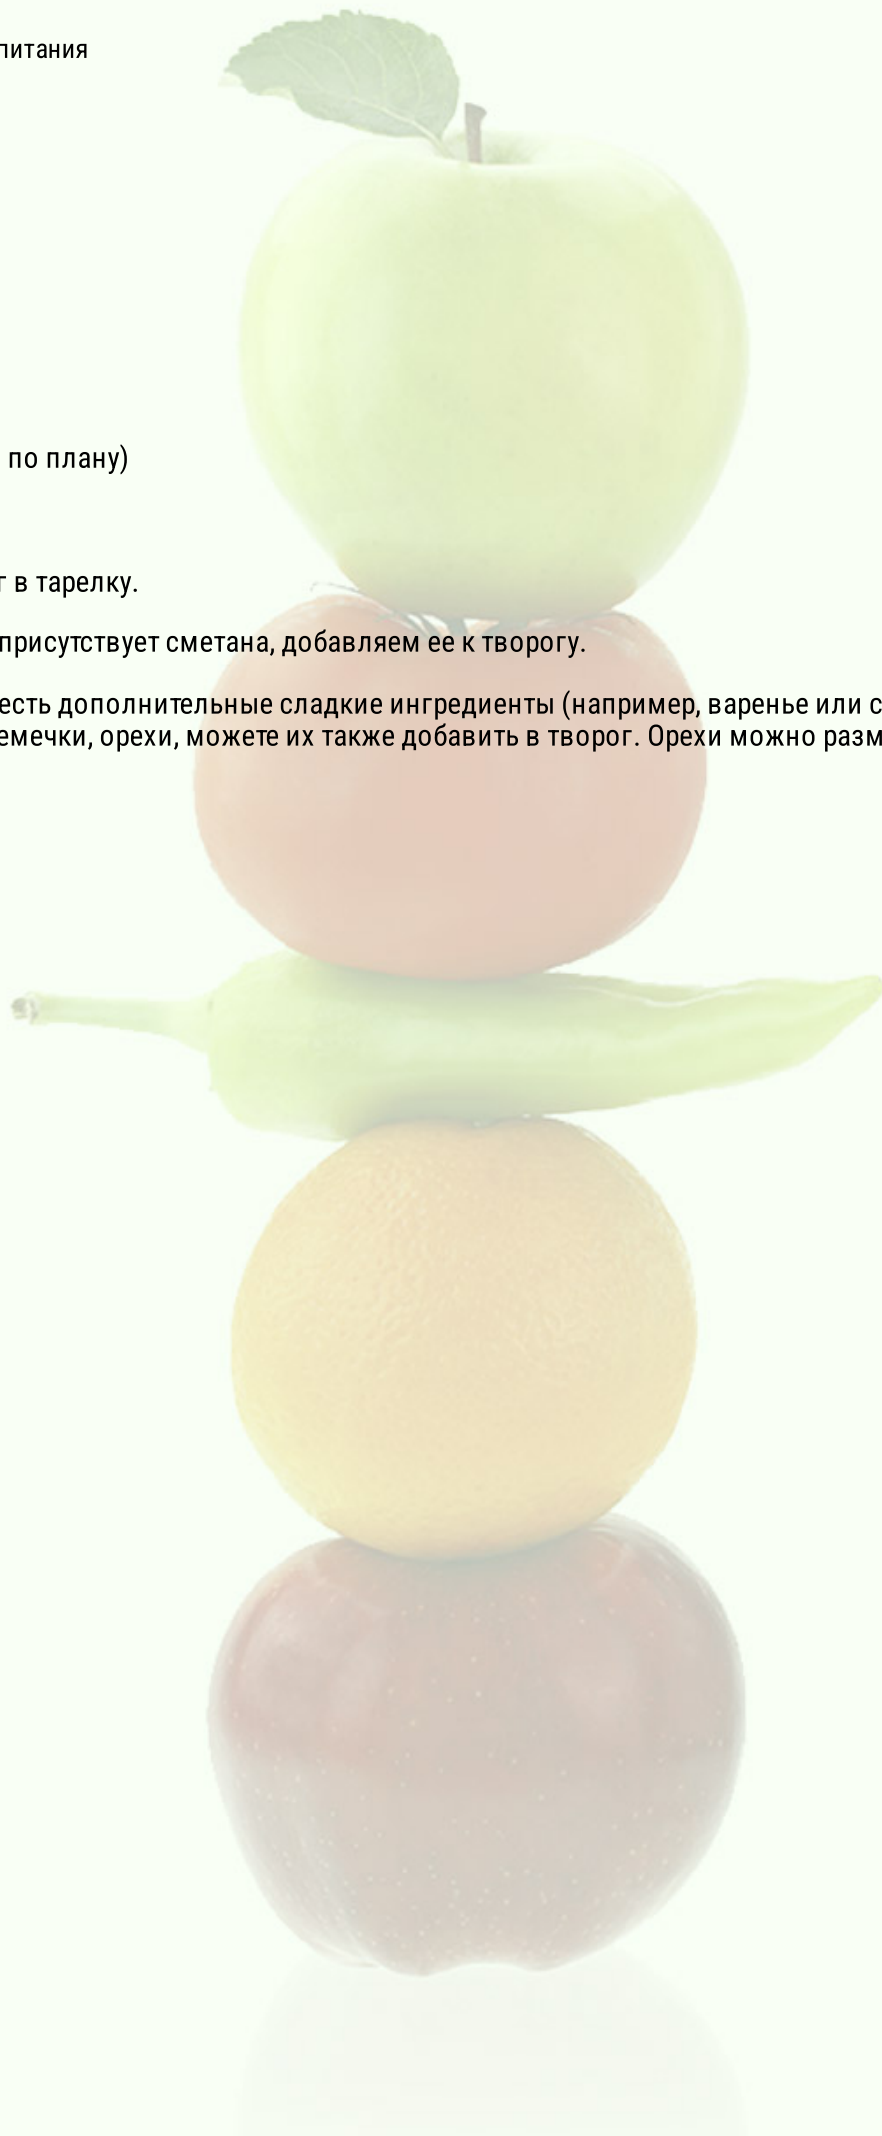 питания
по плану)
в тарелку.
присутствует сметана, добавляем ее к творогу.
есть дополнительные сладкие ингредиенты (например, варенье или с
емечки, орехи, можете их также добавить в творог. Орехи можно разм